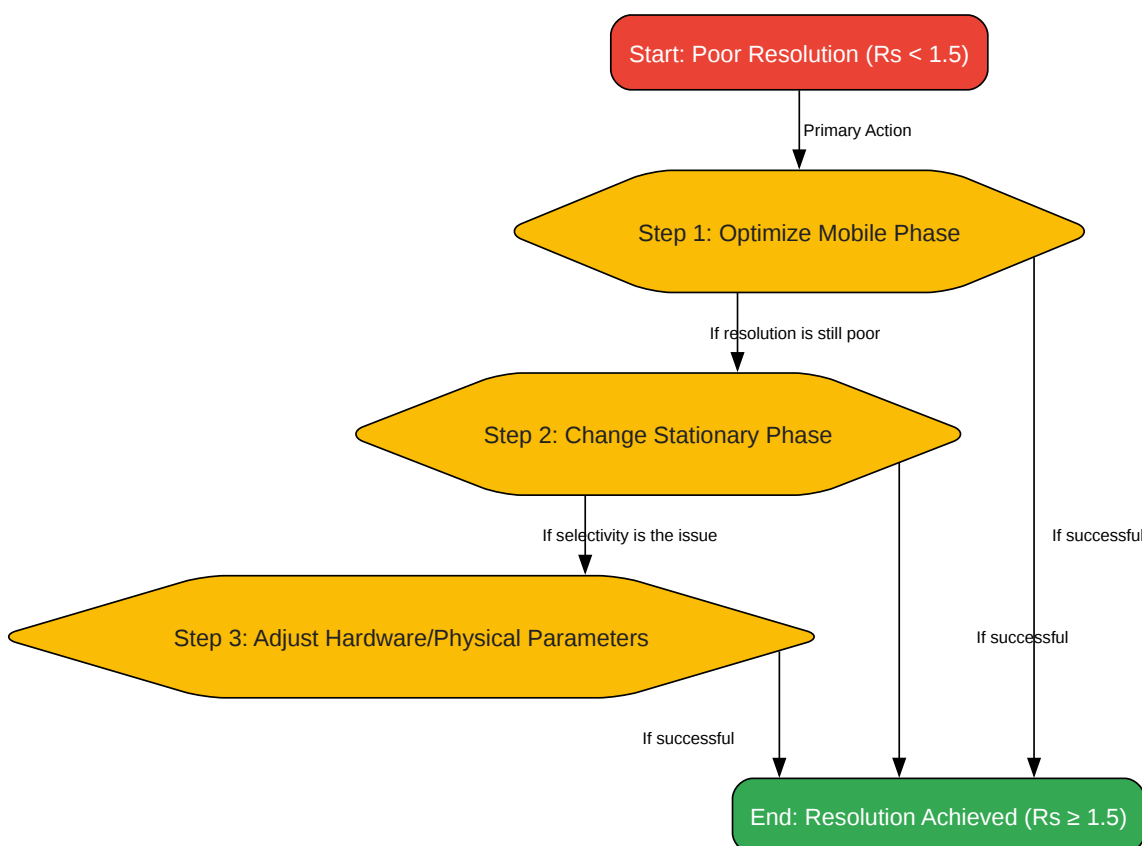 Start: Poor Resolution (Rs < 1.5)
Primary Action
Step 1: Optimize Mobile Phase
If resolution is still poor
Step 2: Change Stationary Phase
If selectivity is the issue
If successful
Step 3: Adjust Hardware/Physical Parameters
If successful
If successful
End: Resolution Achieved (Rs ≥ 1.5)